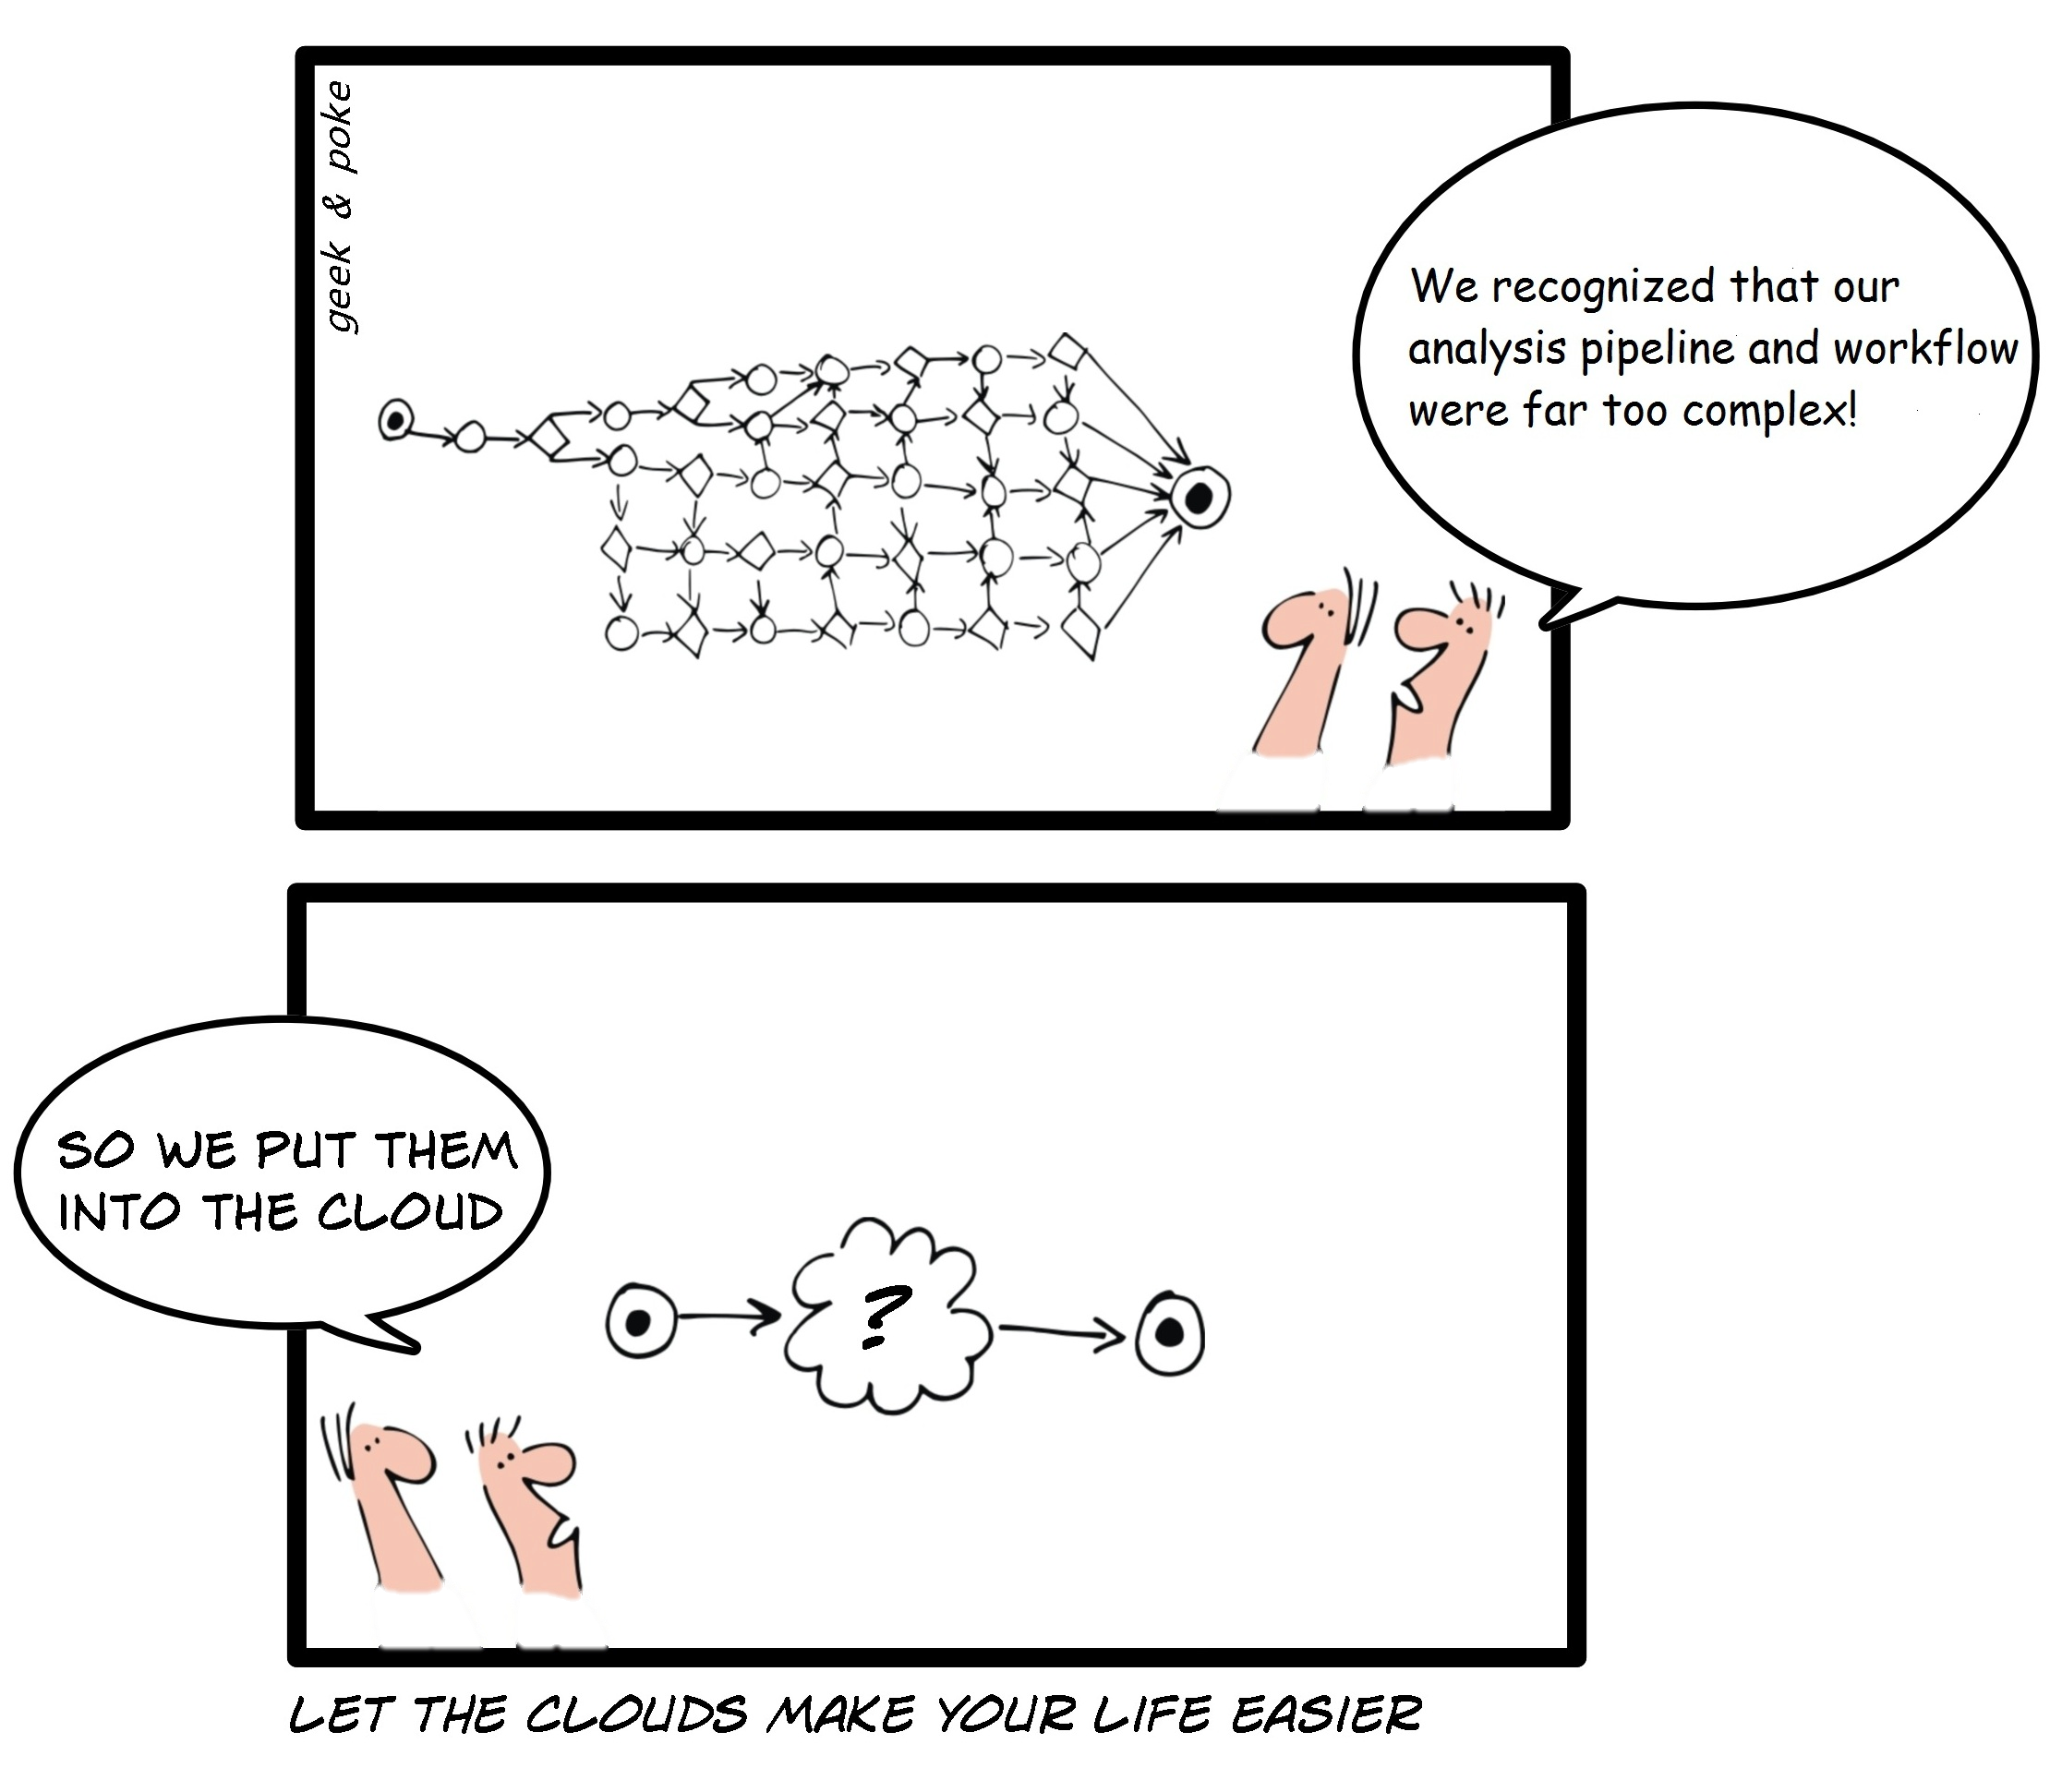 geek & poke
We recognized that our
analysis pipeline and workflow
were far too complex!
SO WE PUT THEM
INTO THE CLOUD
?
LET THE CLOUDS MAKE YOUR LIFE EASIER